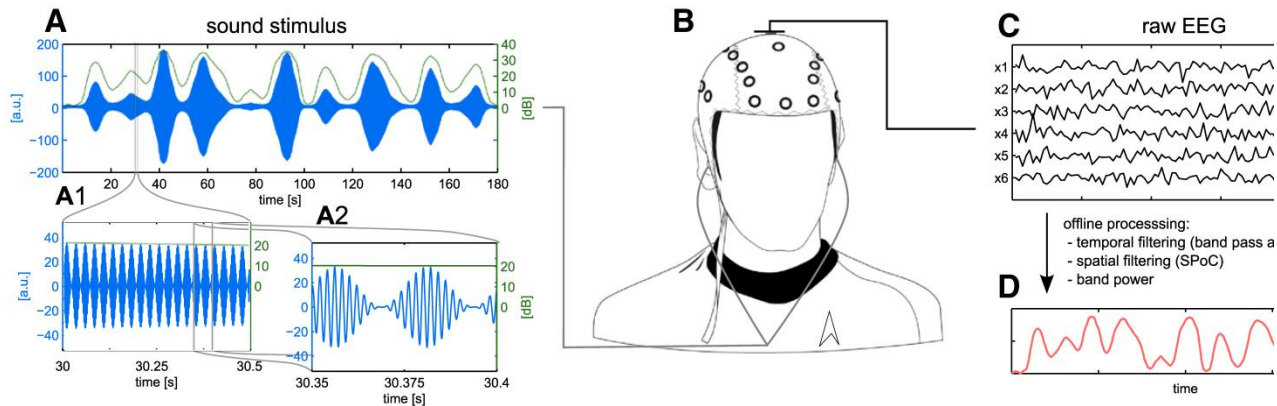 A
sound stimulus
200
100
0
−100
−200
[a.u.]
40
30
20
10
0
[dB]
20 40 60 80 100 120 140 160 180
time [s]
A1
40
20
0
−20
−40
[a.u.]
20
10
0
30 30.25 30.5
time [s]
A2
40
20
0
−20
−40
20
10
0
[dB]
30.35 30.375 30.4
time [s]
B
C
raw EEG
x1
x2
x3
x4
x5
x6
offline processsing:
- temporal filtering (band pass a
- spatial filtering (SPoC)
- band power
D
time